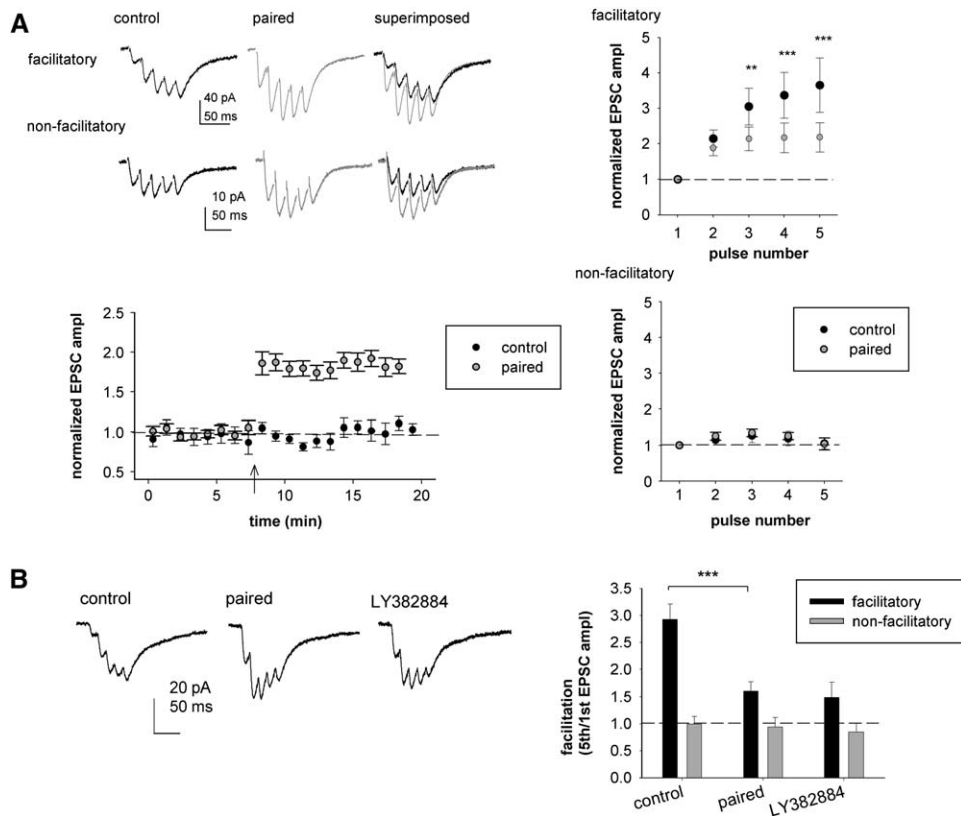 A
control paired superimposed
facilitatory
40 pA
50 ms
non-facilitatory
10 pA
50 ms
facilitatory
** *** ***
normalized EPSC ampl
5
4
3
2
1
0
1 2 3 4 5
pulse number
normalized EPSC ampl
2.5
2.0
1.5
1.0
0.5
0 5 10 15 20
time (min)
control
paired
non-facilitatory
normalized EPSC ampl
5
4
3
2
1
0
control
paired
1 2 3 4 5
pulse number
B
control paired LY382884
20 pA
50 ms
facilitation
(5th/1st EPSC ampl)
3.5
3.0
2.5
2.0
1.5
1.0
0.5
0.0
***
facilitatory
non-facilitatory
control paired LY382884